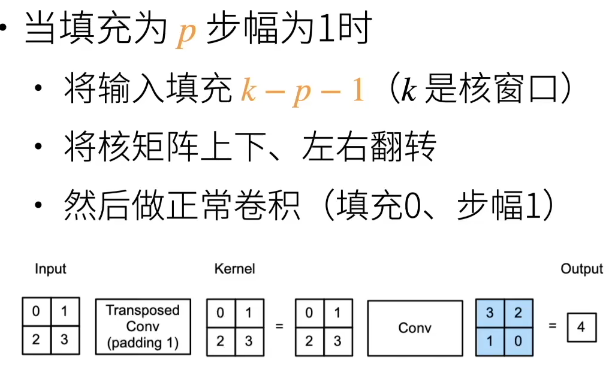 • 当填充为 p 步幅为1时
• 将输入填充 k − p − 1（k 是核窗口）
• 将核矩阵上下、左右翻转
• 然后做正常卷积（填充0、步幅1）
Input Kernel Output
0 1 Transposed 0 1 0 1 3 2
Conv = Conv = 4
2 3 (padding 1) 2 3 2 3 1 0